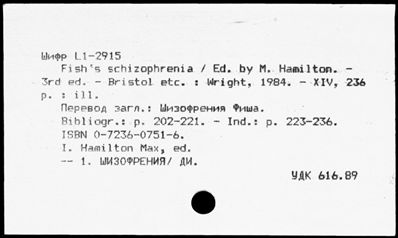 Шифр L1-2915
Fish's schizophrenia / Ed. by M. Hamilton. -
3rd ed. - Bristol etc. : Wright, 1984. - XIV, 236
p. : ill.
Перевод загл.: Шизофрения Фиша.
Bibliogr.: p. 202-221. - Ind.: p. 223-236.
ISBN 0-7236-0751-6.
I. Hamilton Max, ed.
-- 1. ШИЗОФРЕНИЯ/ ДИ.
УДК 616.89